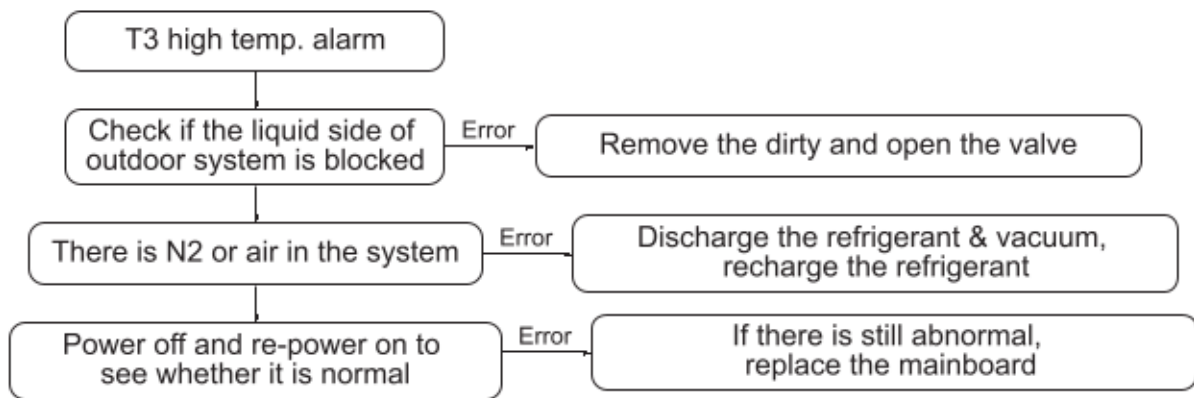 T3 high temp. alarm
Check if the liquid side of
outdoor system is blocked
Error
Remove the dirty and open the valve
There is N2 or air in the system
Error
Discharge the refrigerant & vacuum,
recharge the refrigerant
Power off and re-power on to
see whether it is normal
Error
If there is still abnormal,
replace the mainboard